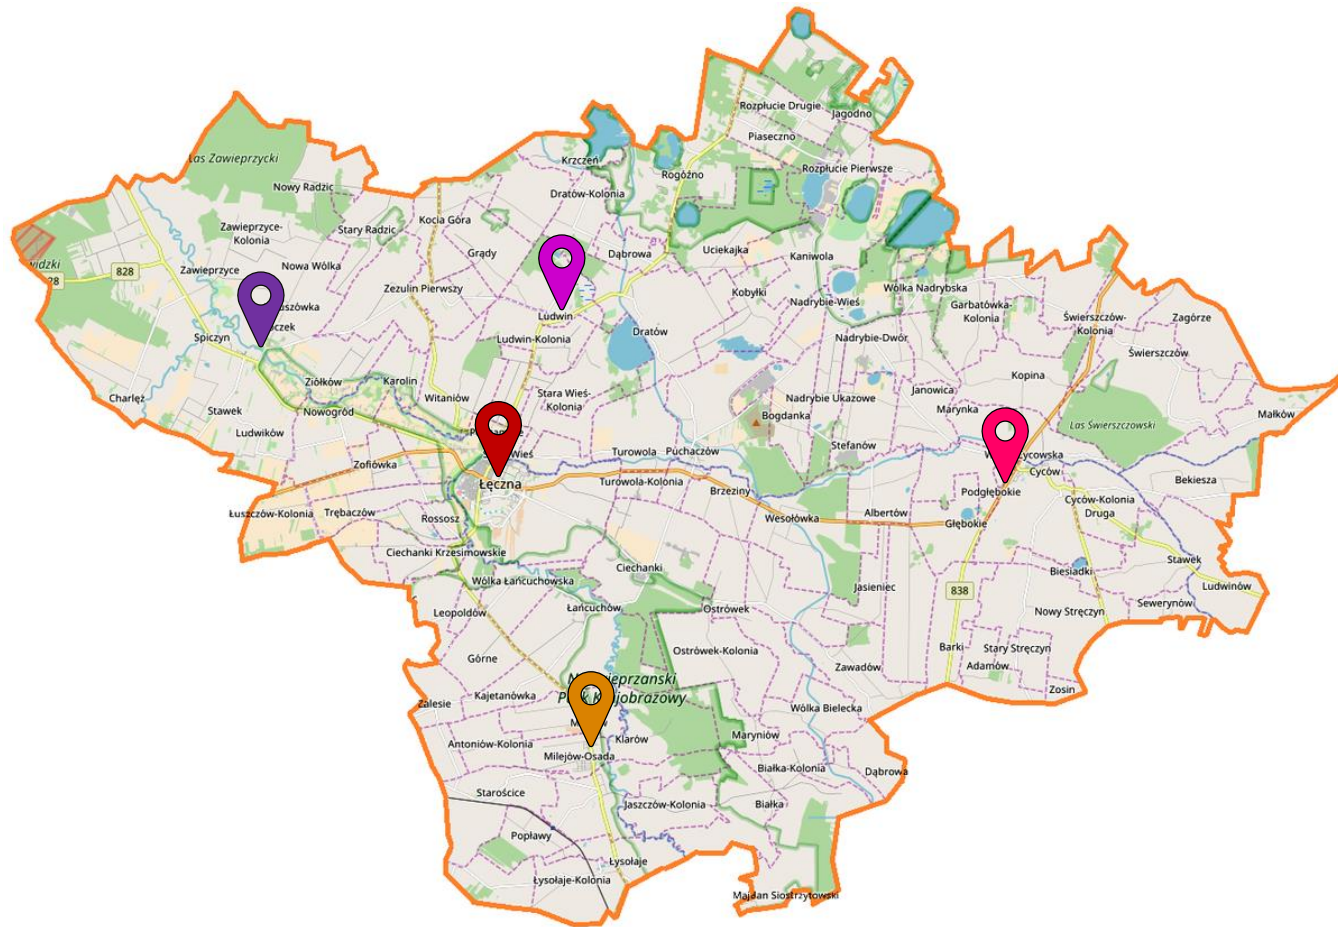 Rozpłucie Drugie
Jagodno
Piaseczno
Las Zawieprzycki
Krzczeń
Rogóźno
Rozpłucie Pierwsze
Nowy Radzic
Dratów-Kolonia
Kocia Góra
Zawieprzyce-
Kolonia
Stary Radzic
Grądy
Dąbrowa
Uciekajka
Kaniwola
828
Zawieprzyce
Nowa Wólka
Zezulin Pierwszy
Kobyłki
Nadrybie-Wieś
Wólka Nadrybska
Garbatówka-
Kolonia
Ludwin
Świerszczów-
Kolonia
Zagórze
Spiczyn
Ludwin-Kolonia
Dratów
Nadrybie-Dwór
Świerszczów
Ziółków
Karolin
Witaniów
Stara Wieś-
Kolonia
Nadrybie Ukazowe
Janowica
Kopina
Charlęż
Stawek
Nowogród
Bogdanka
Marynka
Małków
Ludwików
Las Świerszczowski
Zofiówka
Turowola
Puchaczów
Stefanów
Cyców
Łęczna
Turowola-Kolonia
Brzeziny
Podgłębokie
Bekiesza
Cyców-Kolonia
Druga
Łuszczów-Kolonia
Trębaczów
Rossosz
Wesołówka
Albertów
Głębokie
Ciechanki Krzesimowskie
Ciechanki
Stawek
Wólka Łańcuchowska
Biesiadki
Jasieniec
838
Ludwinów
Leopoldów
Łańcuchów
Ostrówek
Nowy Stręczyn
Sewerynów
Górne
Ostrówek-Kolonia
Barki
Stary Stręczyn
Zawadów
Adamów
Kajetanówka
Zosin
Zalesie
Wólka Bielecka
Antoniów-Kolonia
Klarów
Maryniów
Milejów-Osada
Białka-Kolonia
Dąbrowa
Starościce
Jaszczów-Kolonia
Białka
Popławy
Łysołaje
Łysołaje-Kolonia
Majdan Siostrzytowski